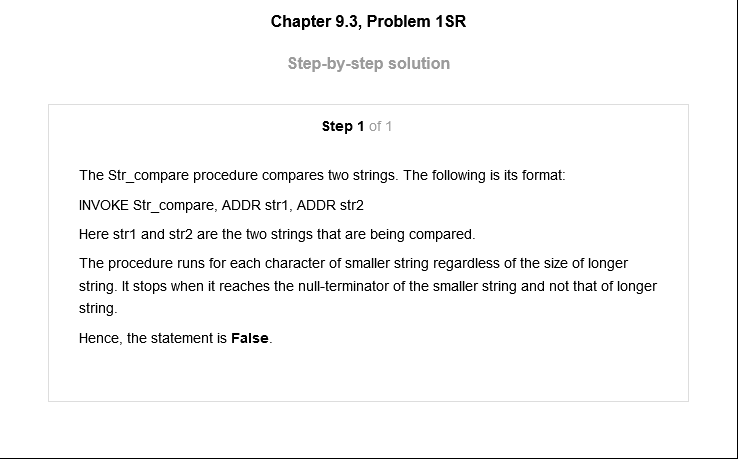 Chapter 9.3, Problem 1SR
Step-by-step solution
Step 1 of 1
The Str_compare procedure compares two strings. The following is its format:
INVOKE Str_compare, ADDR str1, ADDR str2
Here str1 and str2 are the two strings that are being compared.
The procedure runs for each character of smaller string regardless of the size of longer
string. It stops when it reaches the null-terminator of the smaller string and not that of longer
string.
Hence, the statement is False.